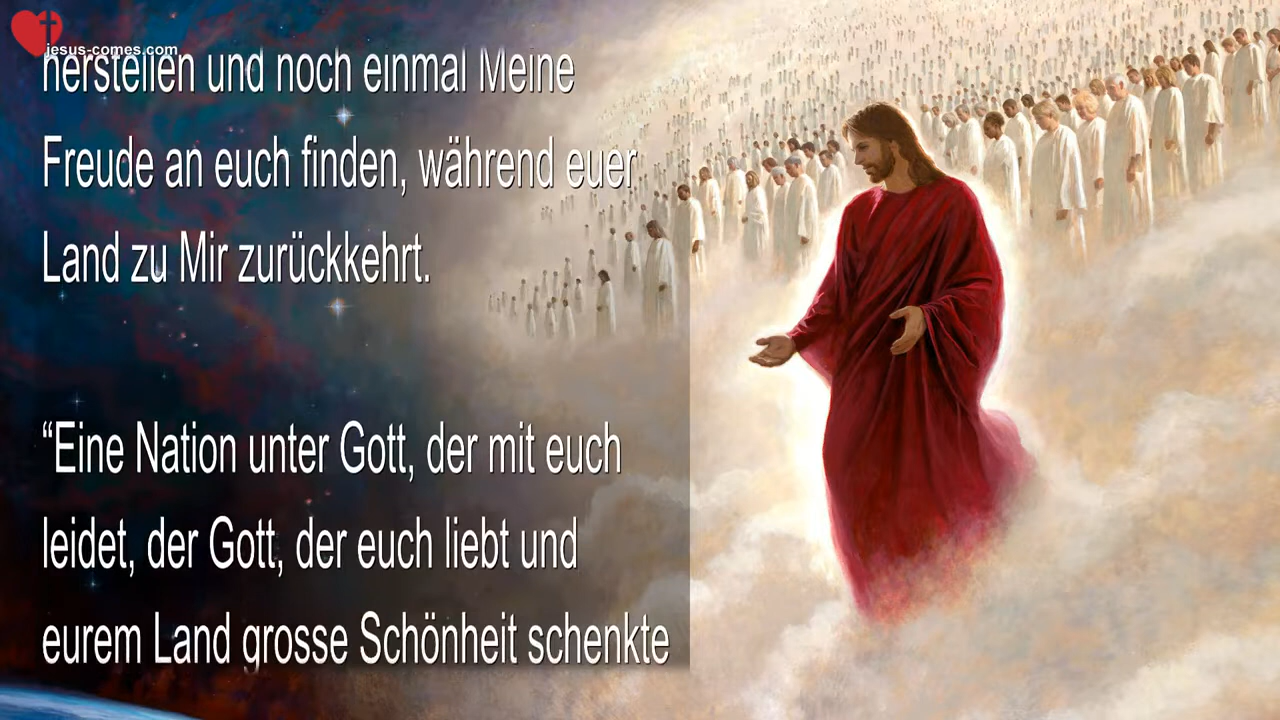 jesus-comes.com
herstellen und noch einmal Meine
Freude an euch finden, während euer
Land zu Mir zurückkehrt.
“Eine Nation unter Gott, der mit euch
leidet, der Gott, der euch liebt und
eurem Land grosse Schönheit schenkte